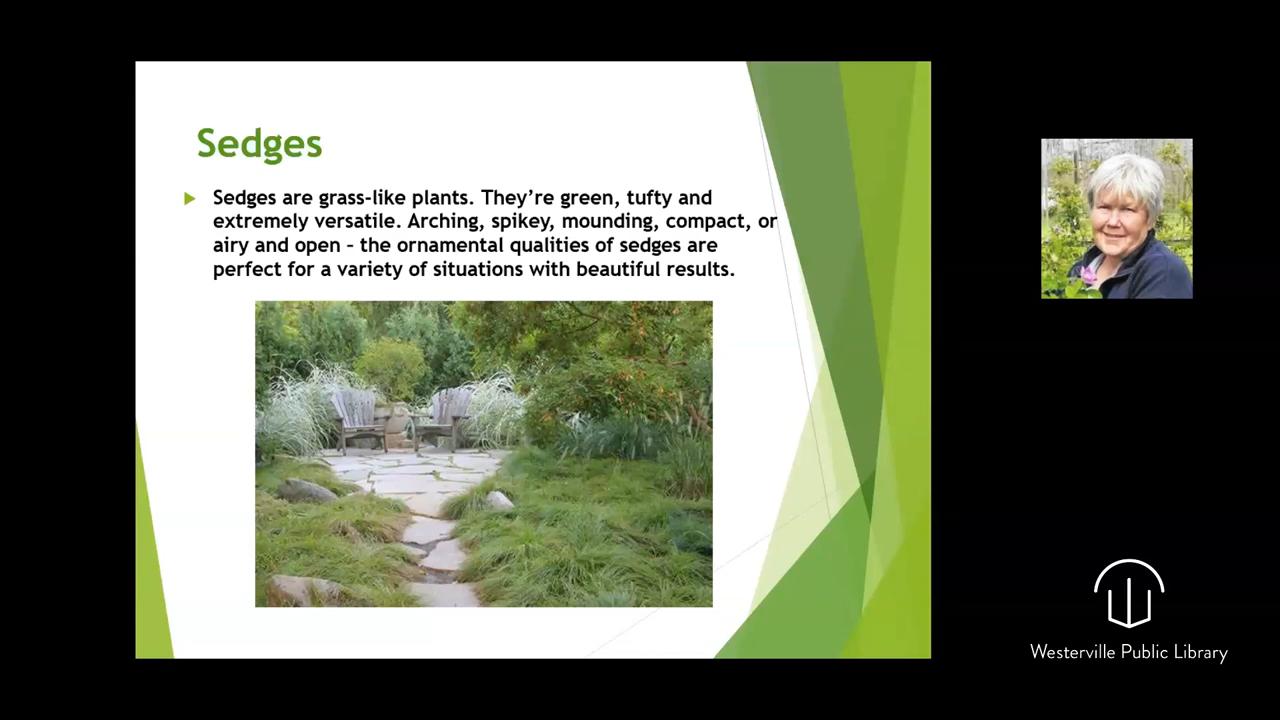 Sedges
Sedges are grass-like plants. They’re green, tufty and
extremely versatile. Arching, spikey, mounding, compact, or
airy and open – the ornamental qualities of sedges are
perfect for a variety of situations with beautiful results.
Westerville Public Library